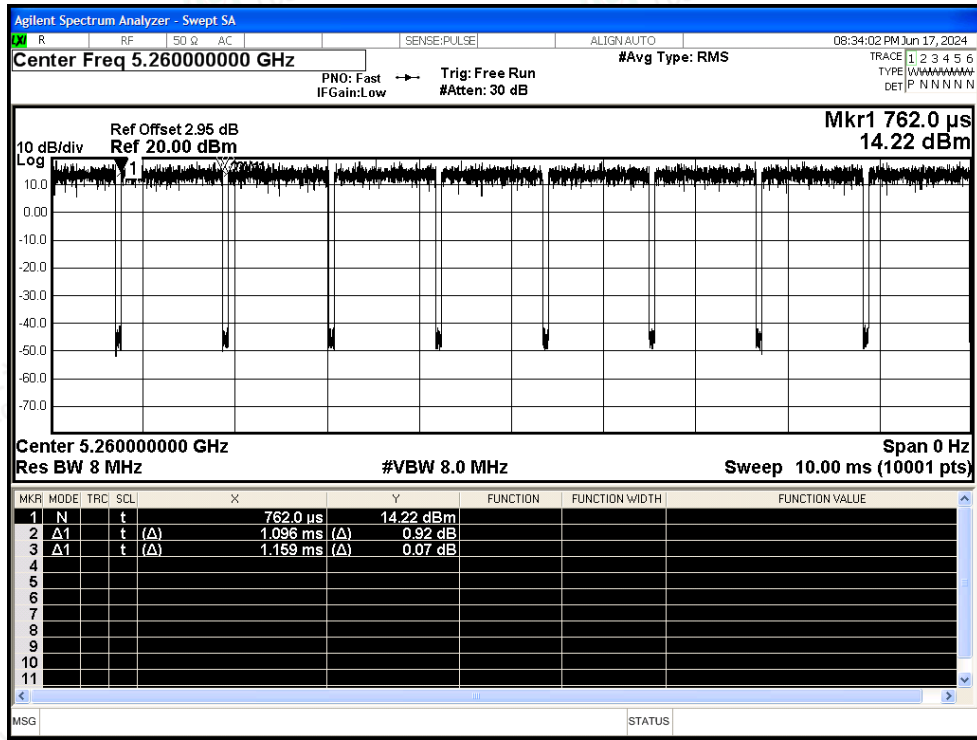 Agilent Spectrum Analyzer - Swept SA
LXI R RF 50 Ω AC SENSE:PULSE ALIGN AUTO 08:34:02 PM Jun 17, 2024
Center Freq 5.260000000 GHz #Avg Type: RMS TRACE 1 2 3 4 5 6
PNO: Fast Trig: Free Run TYPE
IFGain:Low #Atten: 30 dB DET P N N N N N
Mkr1 762.0 µs
14.22 dBm
Ref Offset 2.95 dB
10 dB/div Ref 20.00 dBm
Log
1
10.0
0.00
-10.0
-20.0
-30.0
-40.0
-50.0
-60.0
-70.0
Center 5.260000000 GHz Span 0 Hz
Res BW 8 MHz #VBW 8.0 MHz Sweep 10.00 ms (10001 pts)
MKR MODE TRC SCL X Y FUNCTION FUNCTION WIDTH FUNCTION VALUE
1 N t 762.0 µs 14.22 dBm
2 Δ1 t (Δ) 1.096 ms (Δ) 0.92 dB
3 Δ1 t (Δ) 1.159 ms (Δ) 0.07 dB
4
5
6
7
8
9
10
11
MSG STATUS